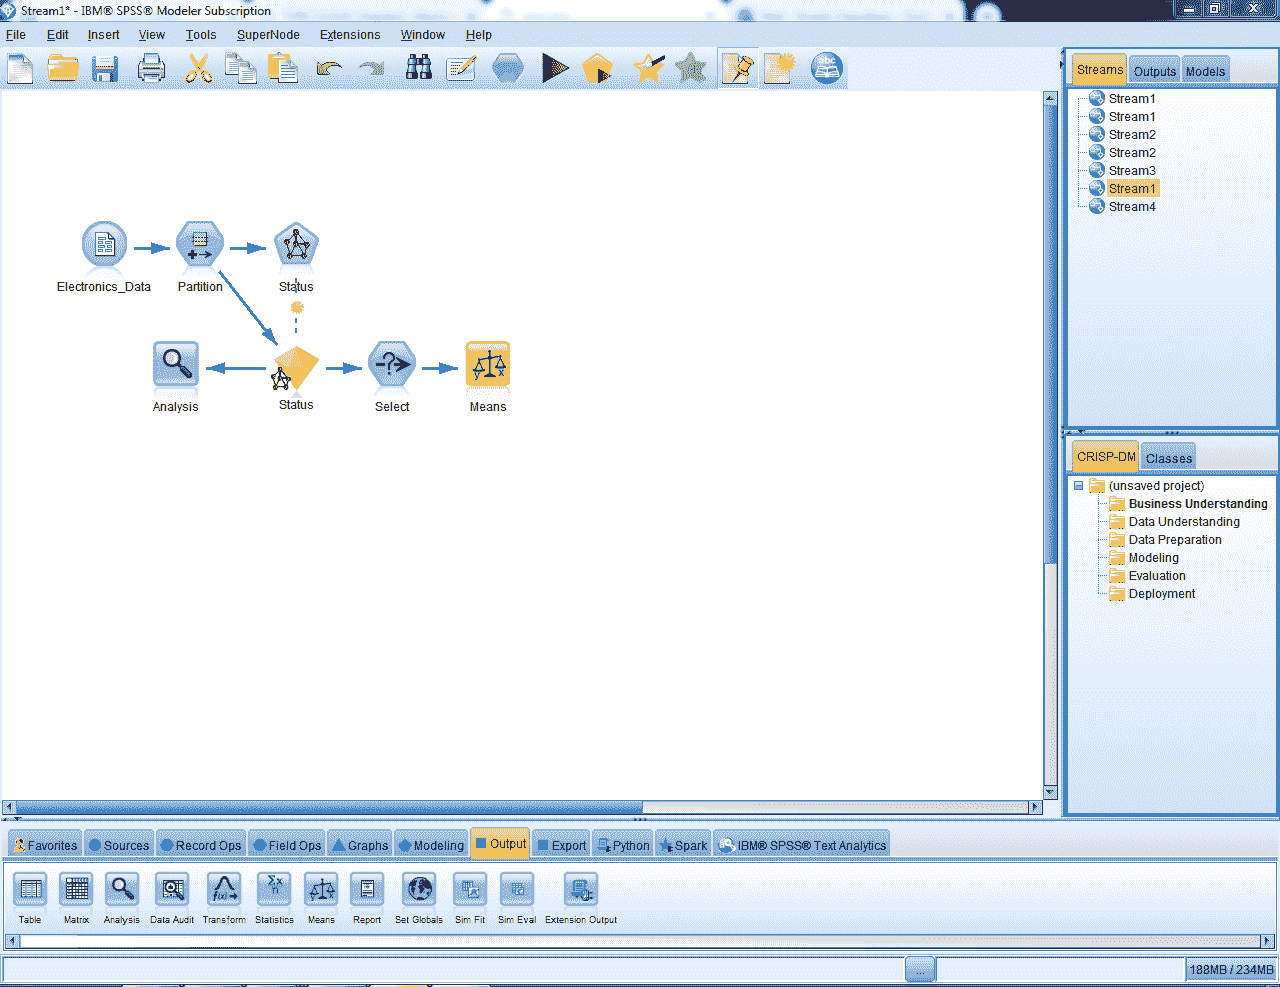 Stream1* - IBM® SPSS® Modeler Subscription
File Edit Insert View Tools SuperNode Extensions Window Help
abc
Streams Outputs Models
Stream1
Stream1
Stream2
Stream2
Stream3
Stream1
Stream4
Electronics_Data Partition Status
Analysis Status Select Means
CRISP-DM Classes
(unsaved project)
Business Understanding
Data Understanding
Data Preparation
Modeling
Evaluation
Deployment
Favorites Sources Record Ops Field Ops Graphs Modeling Output Export Python Spark IBM® SPSS® Text Analytics
Table Matrix Analysis Data Audit Transform Statistics Means Report Set Globals Sim Fit Sim Eval Extension Output
... 188MB / 234MB